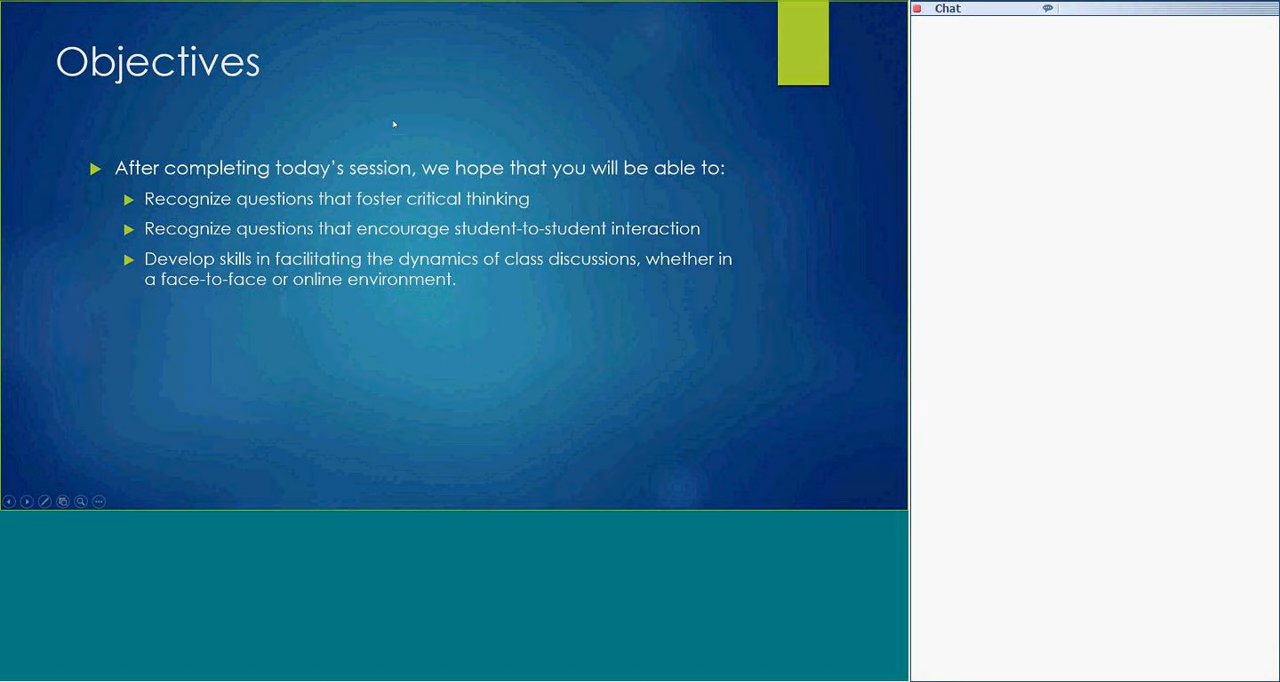 Objectives
After completing today's session, we hope that you will be able to:
Recognize questions that foster critical thinking
Recognize questions that encourage student-to-student interaction
Develop skills in facilitating the dynamics of class discussions, whether in
a face-to-face or online environment.
Chat